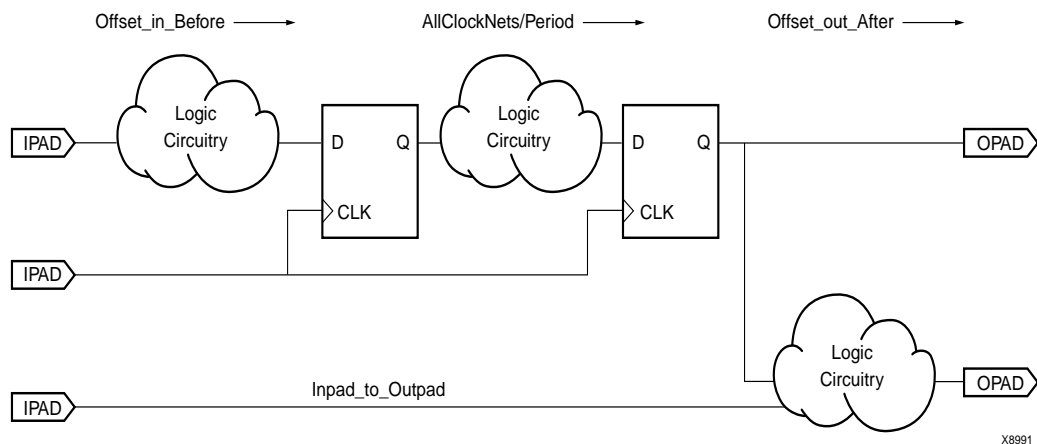 Offset_in_Before AllClockNets/Period Offset_out_After
Logic
Circuitry
Logic
Circuitry
IPAD D Q D Q OPAD
CLK CLK
IPAD
Logic
Circuitry
Inpad_to_Outpad
IPAD OPAD
X8991